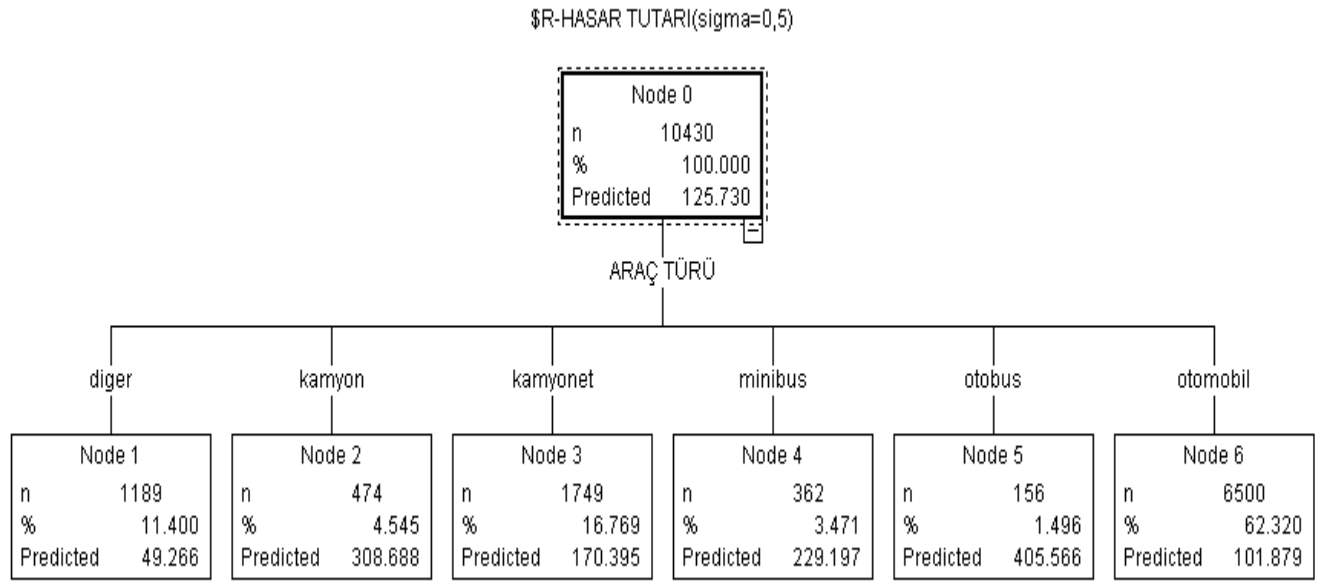 $R-HASAR TUTARI(sigma=0,5)
Node 0
n 10430
% 100.000
Predicted 125.730
ARAÇ TÜRÜ
diger kamyon kamyonet minibus otobus otomobil
Node 1
n 1189
% 11.400
Predicted 49.266
Node 2
n 474
% 4.545
Predicted 308.688
Node 3
n 1749
% 16.769
Predicted 170.395
Node 4
n 362
% 3.471
Predicted 229.197
Node 5
n 156
% 1.496
Predicted 405.566
Node 6
n 6500
% 62.320
Predicted 101.879